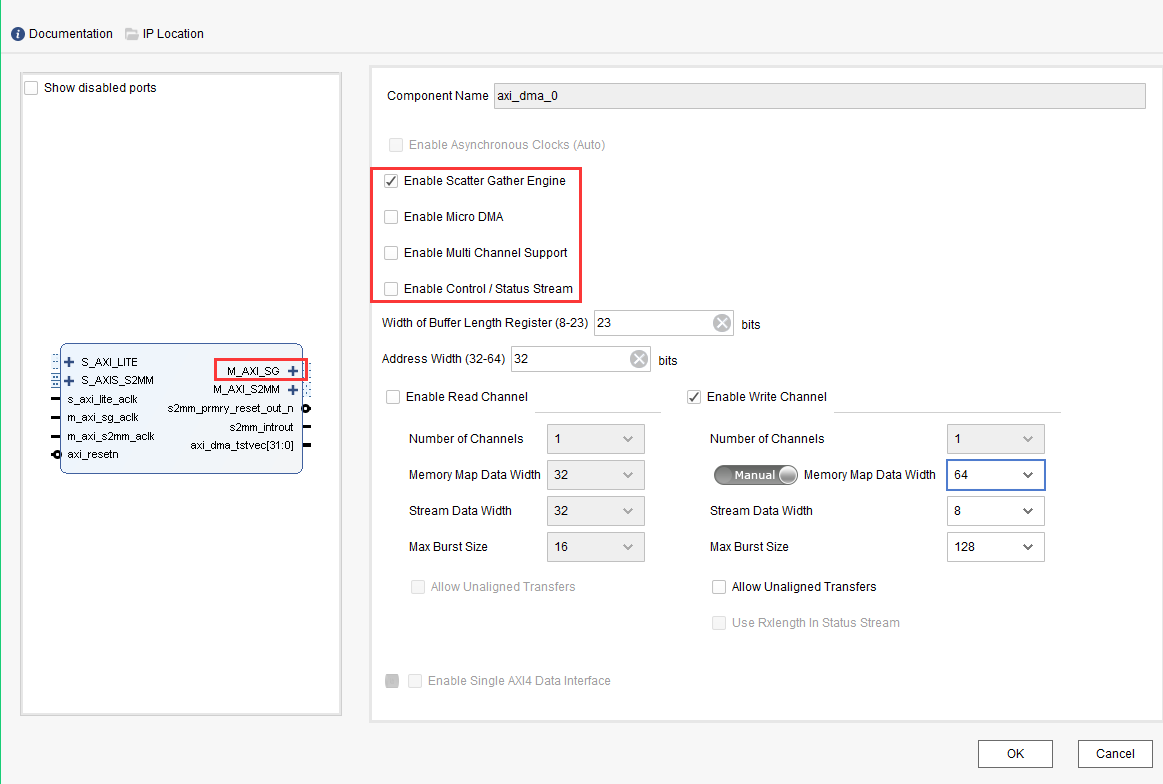 Documentation IP Location
Show disabled ports
S_AXI_LITE
S_AXIS_S2MM
s_axi_lite_aclk
m_axi_sg_aclk
m_axi_s2mm_aclk
axi_resetn
M_AXI_SG
M_AXI_S2MM
s2mm_prmry_reset_out_n
s2mm_introut
axi_dma_tstvec[31:0]
Component Name axi_dma_0
Enable Asynchronous Clocks (Auto)
Enable Scatter Gather Engine
Enable Micro DMA
Enable Multi Channel Support
Enable Control / Status Stream
Width of Buffer Length Register (8-23) 23 bits
Address Width (32-64) 32 bits
Enable Read Channel
Number of Channels 1
Memory Map Data Width 32
Stream Data Width 32
Max Burst Size 16
Allow Unaligned Transfers
Enable Write Channel
Number of Channels 1
Manual Memory Map Data Width 64
Stream Data Width 8
Max Burst Size 128
Allow Unaligned Transfers
Use Rxlength In Status Stream
Enable Single AXI4 Data Interface
OK Cancel